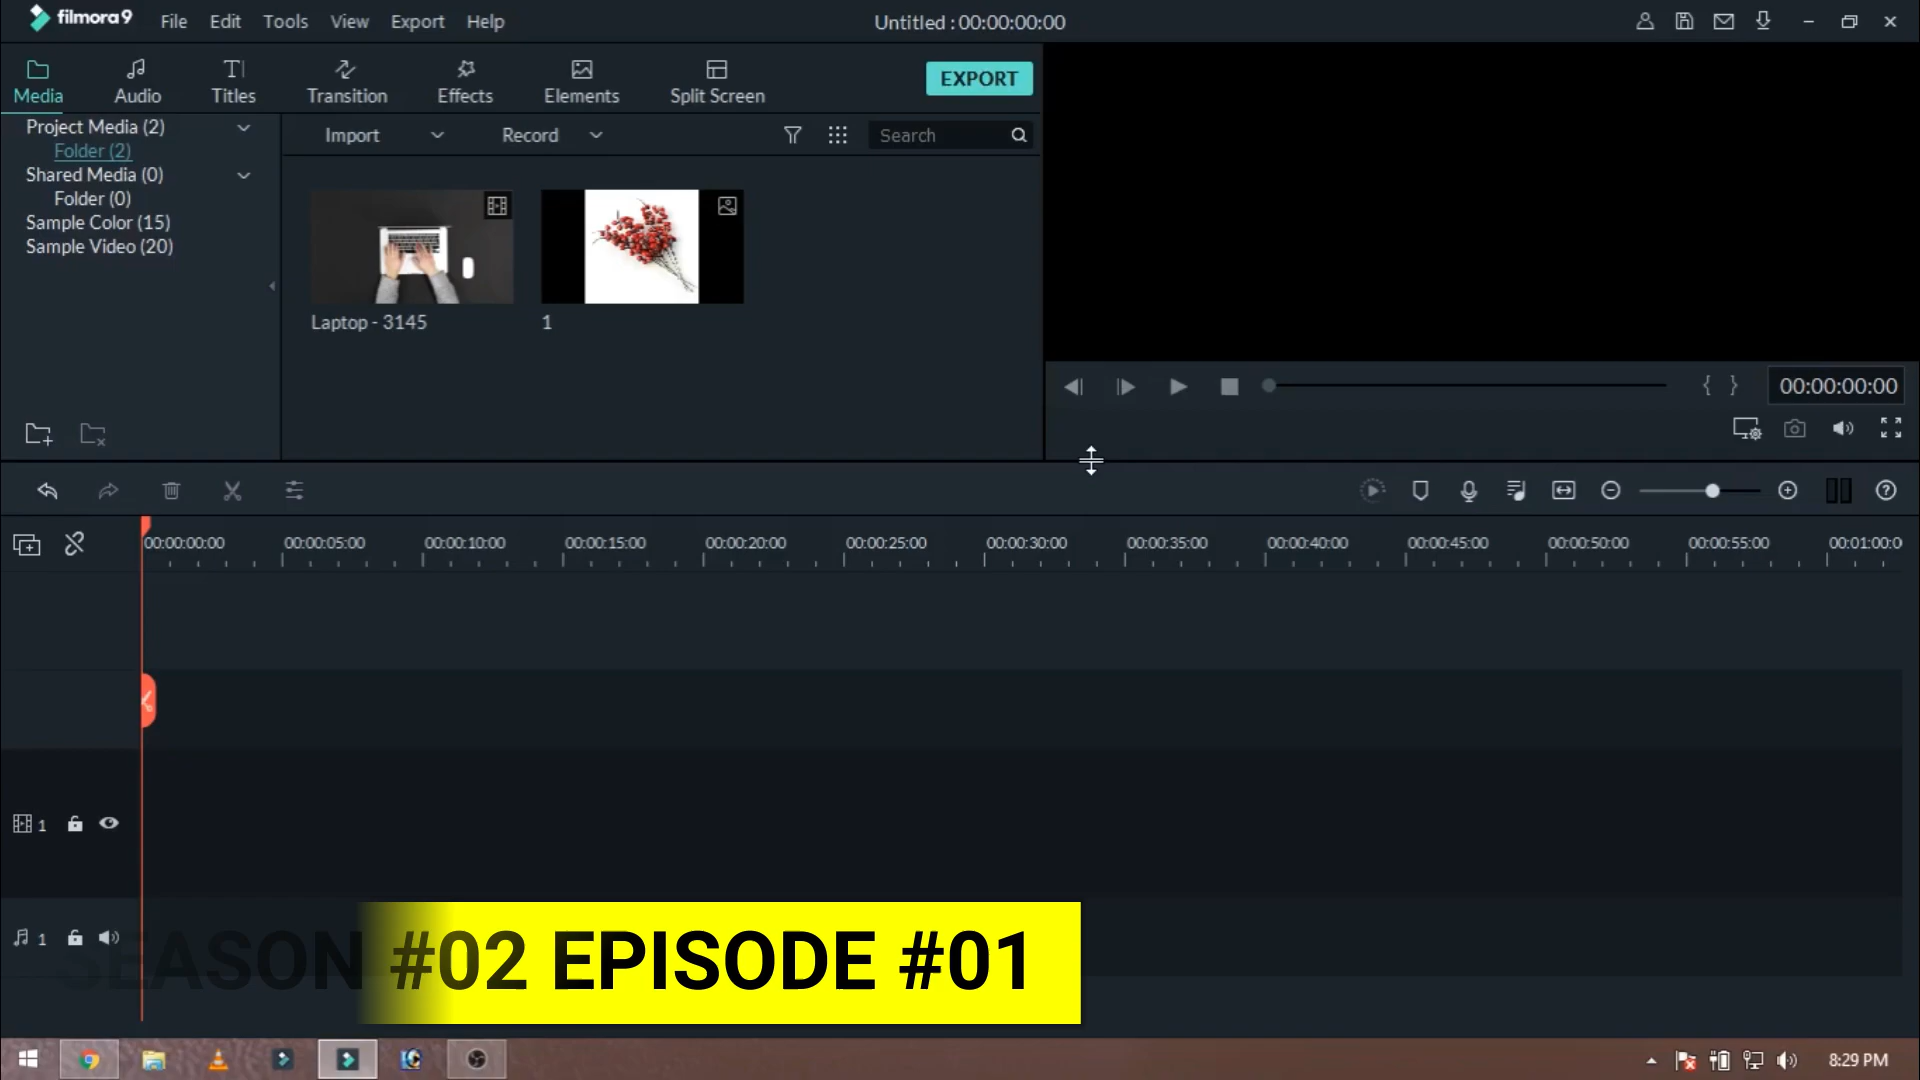 filmora9 File Edit Tools View Export Help Untitled : 00:00:00:00
Media Audio Titles Transition Effects Elements Split Screen EXPORT
Project Media (2)
Folder (2)
Shared Media (0)
Folder (0)
Sample Color (15)
Sample Video (20)
Import Record Search
Laptop - 3145 1
00:00:00:00
00:00:00:00 00:00:05:00 00:00:10:00 00:00:15:00 00:00:20:00 00:00:25:00 00:00:30:00 00:00:35:00 00:00:40:00 00:00:45:00 00:00:50:00 00:00:55:00 00:01:00:0
1
1
SEASON #02 EPISODE #01
8:29 PM